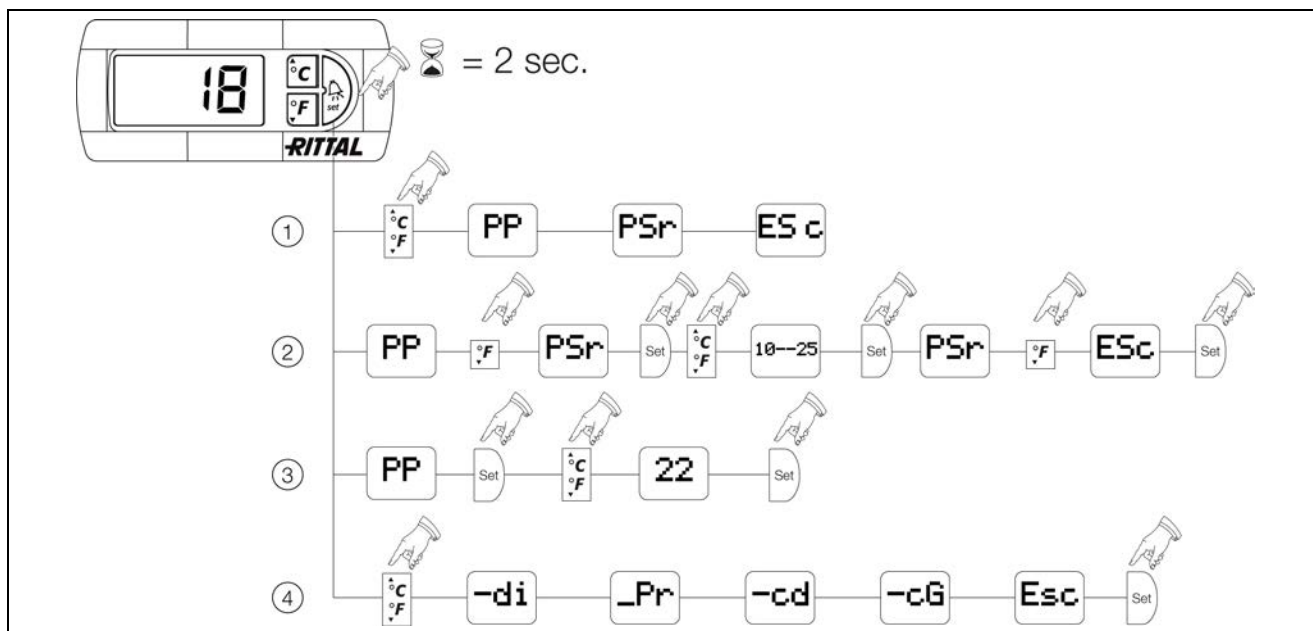 18 °C = 2 sec.
°F set
RITTAL
1 °C °F PP PSr ESc
2 PP °F PSr Set °C °F 10--25 Set PSr °F ESc Set
3 PP Set °C °F 22 Set
4 °C °F -di _Pr -cd -cG Esc Set